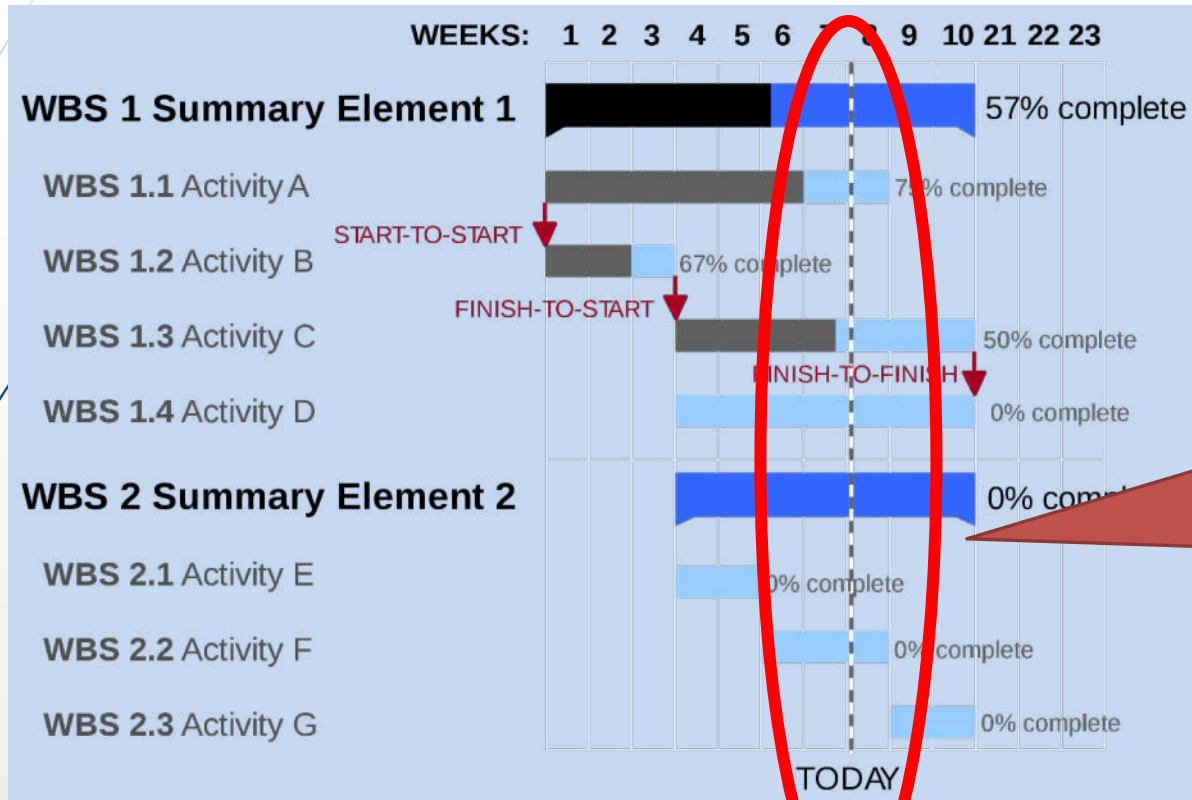 WEEKS: 1 2 3 4 5 6 7 8 9 10 21 22 23
WBS 1 Summary Element 1 57% complete
WBS 1.1 Activity A 75% complete
START-TO-START
WBS 1.2 Activity B 67% complete
FINISH-TO-START
WBS 1.3 Activity C 50% complete
FINISH-TO-FINISH
WBS 1.4 Activity D 0% complete
WBS 2 Summary Element 2 0%
WBS 2.1 Activity E 0% complete
WBS 2.2 Activity F 0% complete
WBS 2.3 Activity G 0% complete
TODAY